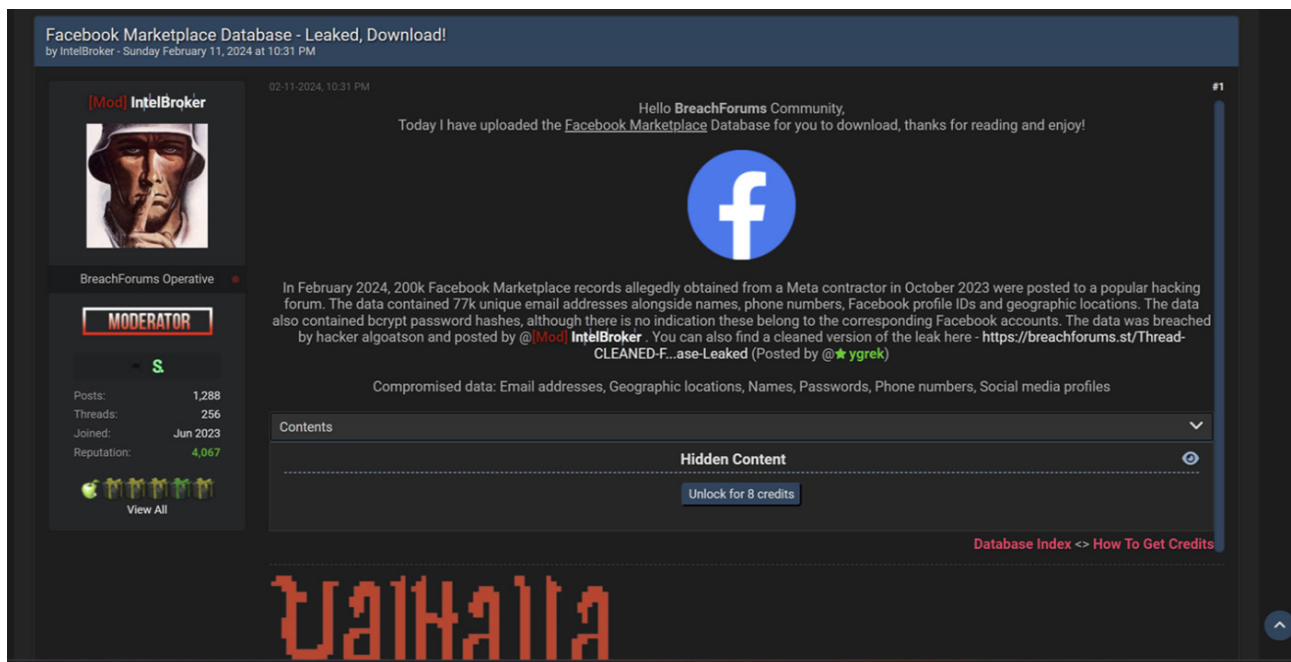 Facebook Marketplace Database - Leaked, Download!
by IntelBroker - Sunday February 11, 2024 at 10:31 PM
[Mod] IntelBroker
BreachForums Operative
MODERATOR
S.
Posts: 1,288
Threads: 256
Joined: Jun 2023
Reputation: 4,067
View All
02-11-2024, 10:31 PM
#1
Hello BreachForums Community,
Today I have uploaded the Facebook Marketplace Database for you to download, thanks for reading and enjoy!
f
In February 2024, 200k Facebook Marketplace records allegedly obtained from a Meta contractor in October 2023 were posted to a popular hacking
forum. The data contained 77k unique email addresses alongside names, phone numbers, Facebook profile IDs and geographic locations. The data
also contained bcrypt password hashes, although there is no indication these belong to the corresponding Facebook accounts. The data was breached
by hacker algoatson and posted by @[Mod] IntelBroker . You can also find a cleaned version of the leak here - https://breachforums.st/Thread-
CLEANED-F...ase-Leaked (Posted by @★ ygrek)
Compromised data: Email addresses, Geographic locations, Names, Passwords, Phone numbers, Social media profiles
Contents
Hidden Content
Unlock for 8 credits
Database Index <> How To Get Credits
Valhalla